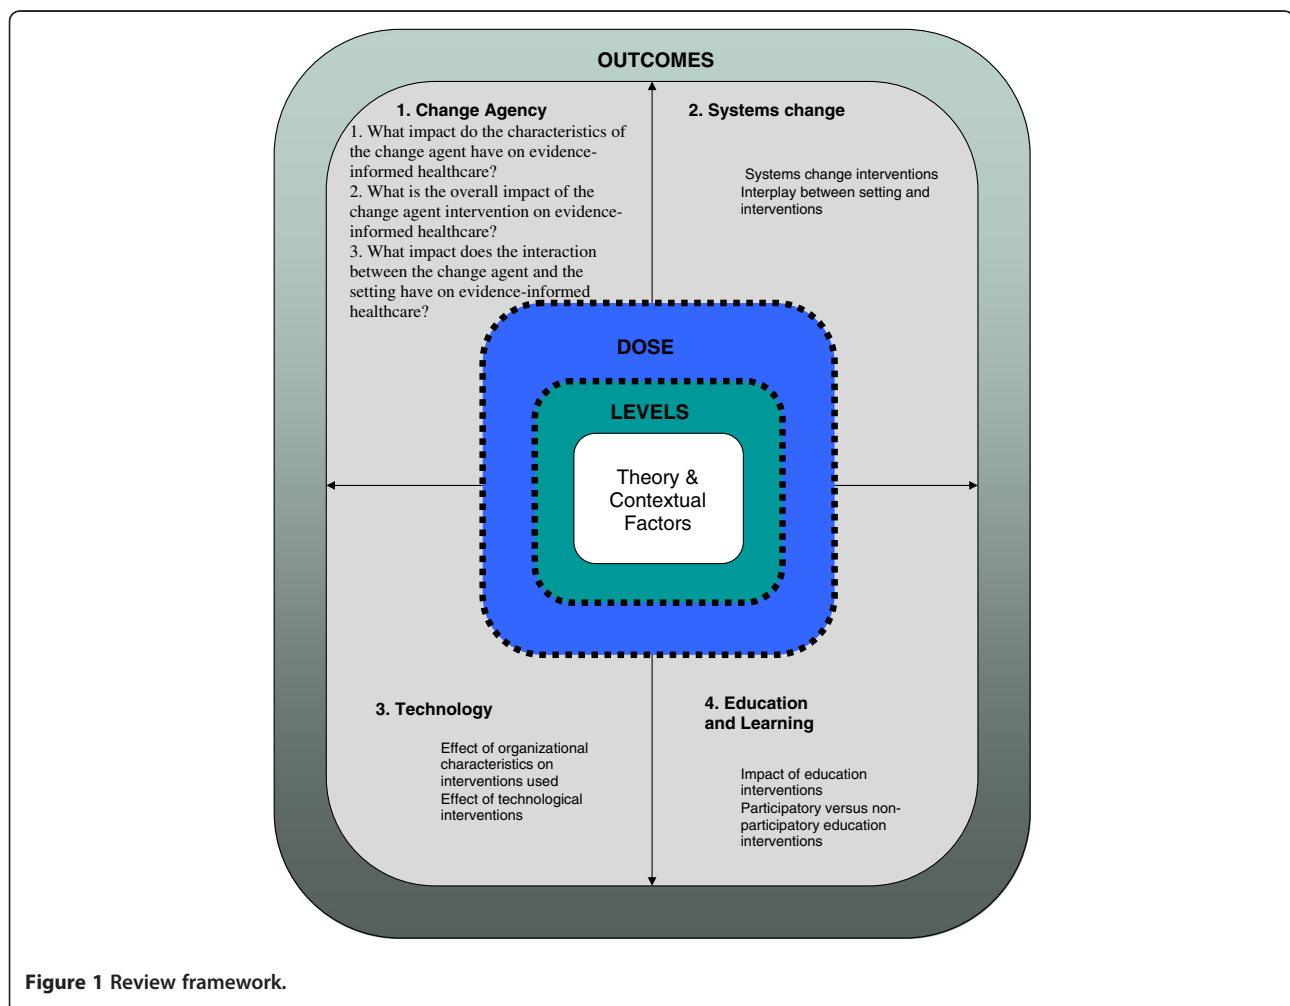 OUTCOMES
1. Change Agency
1. What impact do the characteristics of
the change agent have on evidence-
informed healthcare?
2. What is the overall impact of the
change agent intervention on evidence-
informed healthcare?
3. What impact does the interaction
between the change agent and the
setting have on evidence-informed
healthcare?
2. Systems change
Systems change interventions
Interplay between setting and
interventions
DOSE
LEVELS
Theory &
Contextual
Factors
3. Technology
Effect of organizational
characteristics on
interventions used
Effect of technological
interventions
4. Education
and Learning
Impact of education
interventions
Participatory versus non-
participatory education
interventions
Figure 1 Review framework.